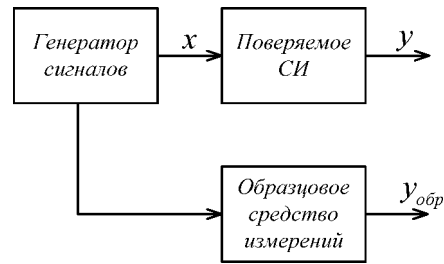 Генератор
сигналов
x
Поверяемое
СИ
y
Образцовое
средство
измерений
y_обр